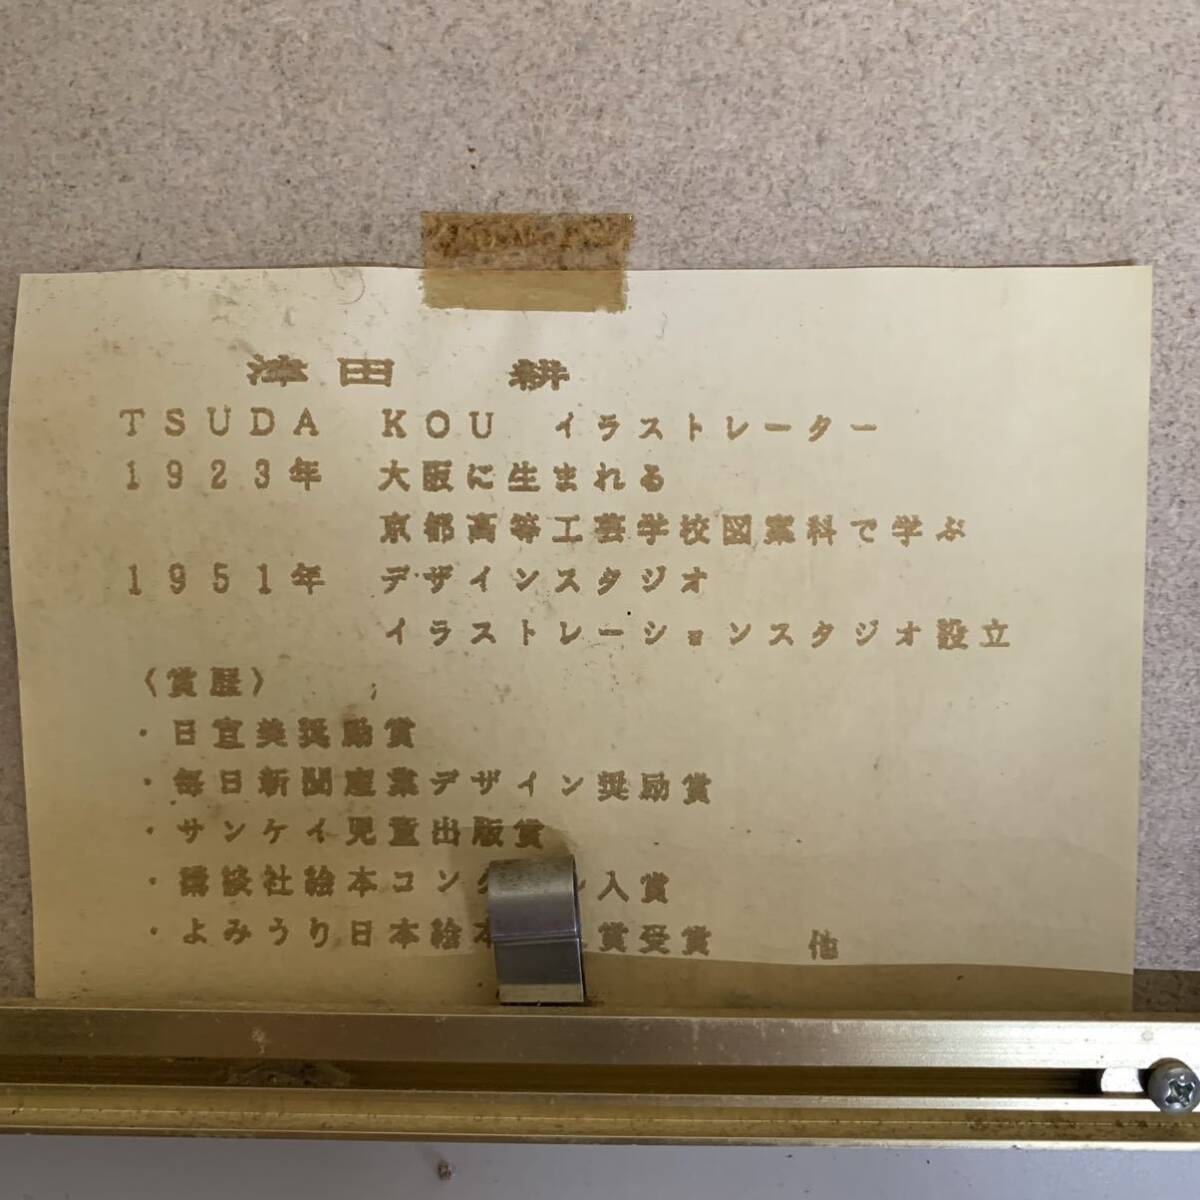 津田　耕
TSUDA　KOU　イラストレーター
1923年　大阪に生まれる
京都高等工芸学校図案科で学ぶ
1951年　デザインスタジオ
イラストレーションスタジオ設立
〈賞歴〉
・日宣美奨励賞
・毎日新聞産業デザイン奨励賞
・サンケイ児童出版賞
・講談社絵本コン　ル入賞
・よみうり日本絵本　賞受賞　他